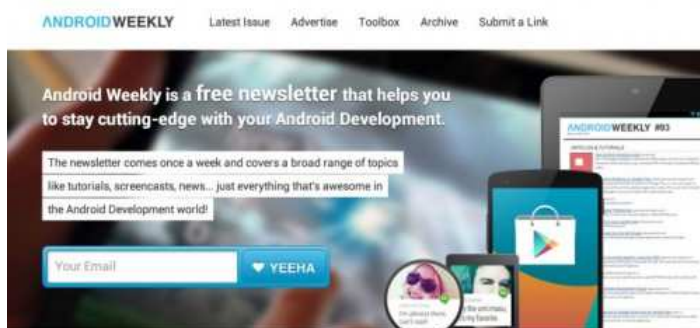 ANDROIDWEEKLY Latest Issue Advertise Toolbox Archive Submit a Link
Android Weekly is a free newsletter that helps you
to stay cutting-edge with your Android Development.
The newsletter comes once a week and covers a broad range of topics
like tutorials, screencasts, news... just everything that's awesome in
the Android Development world!
Your Email YEEHA
ANDROIDWEEKLY #93
ARTICLES & TUTORIALS